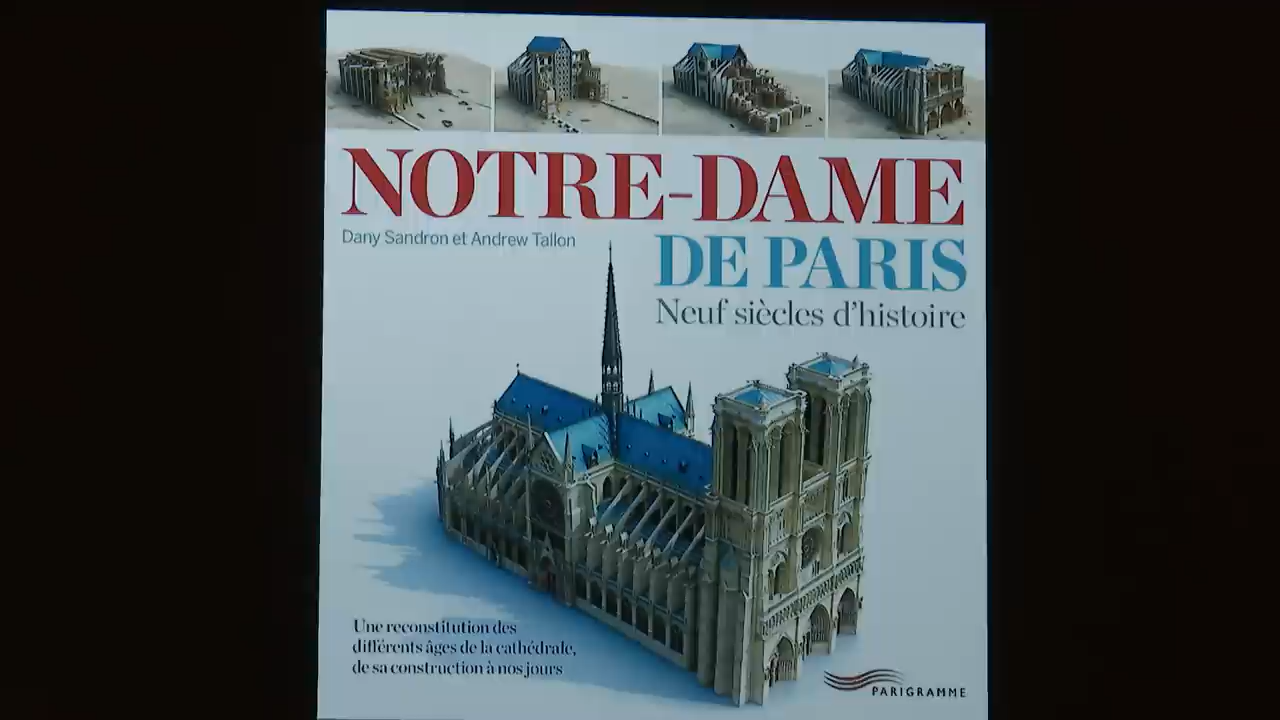 NOTRE-DAME
Dany Sandron et Andrew Tallon
DE PARIS
Neuf siècles d'histoire
Une reconstitution des
différents âges de la cathédrale,
de sa construction à nos jours
PARIGRAMME